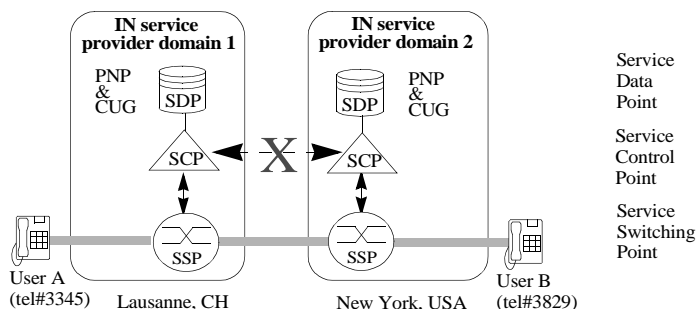 IN service
provider domain 1
PNP
&
CUG
SDP
SCP
SSP
Lausanne, CH
User A
(tel#3345)
X
IN service
provider domain 2
PNP
&
CUG
SDP
SCP
SSP
New York, USA
User B
(tel#3829)
Service
Data
Point
Service
Control
Point
Service
Switching
Point